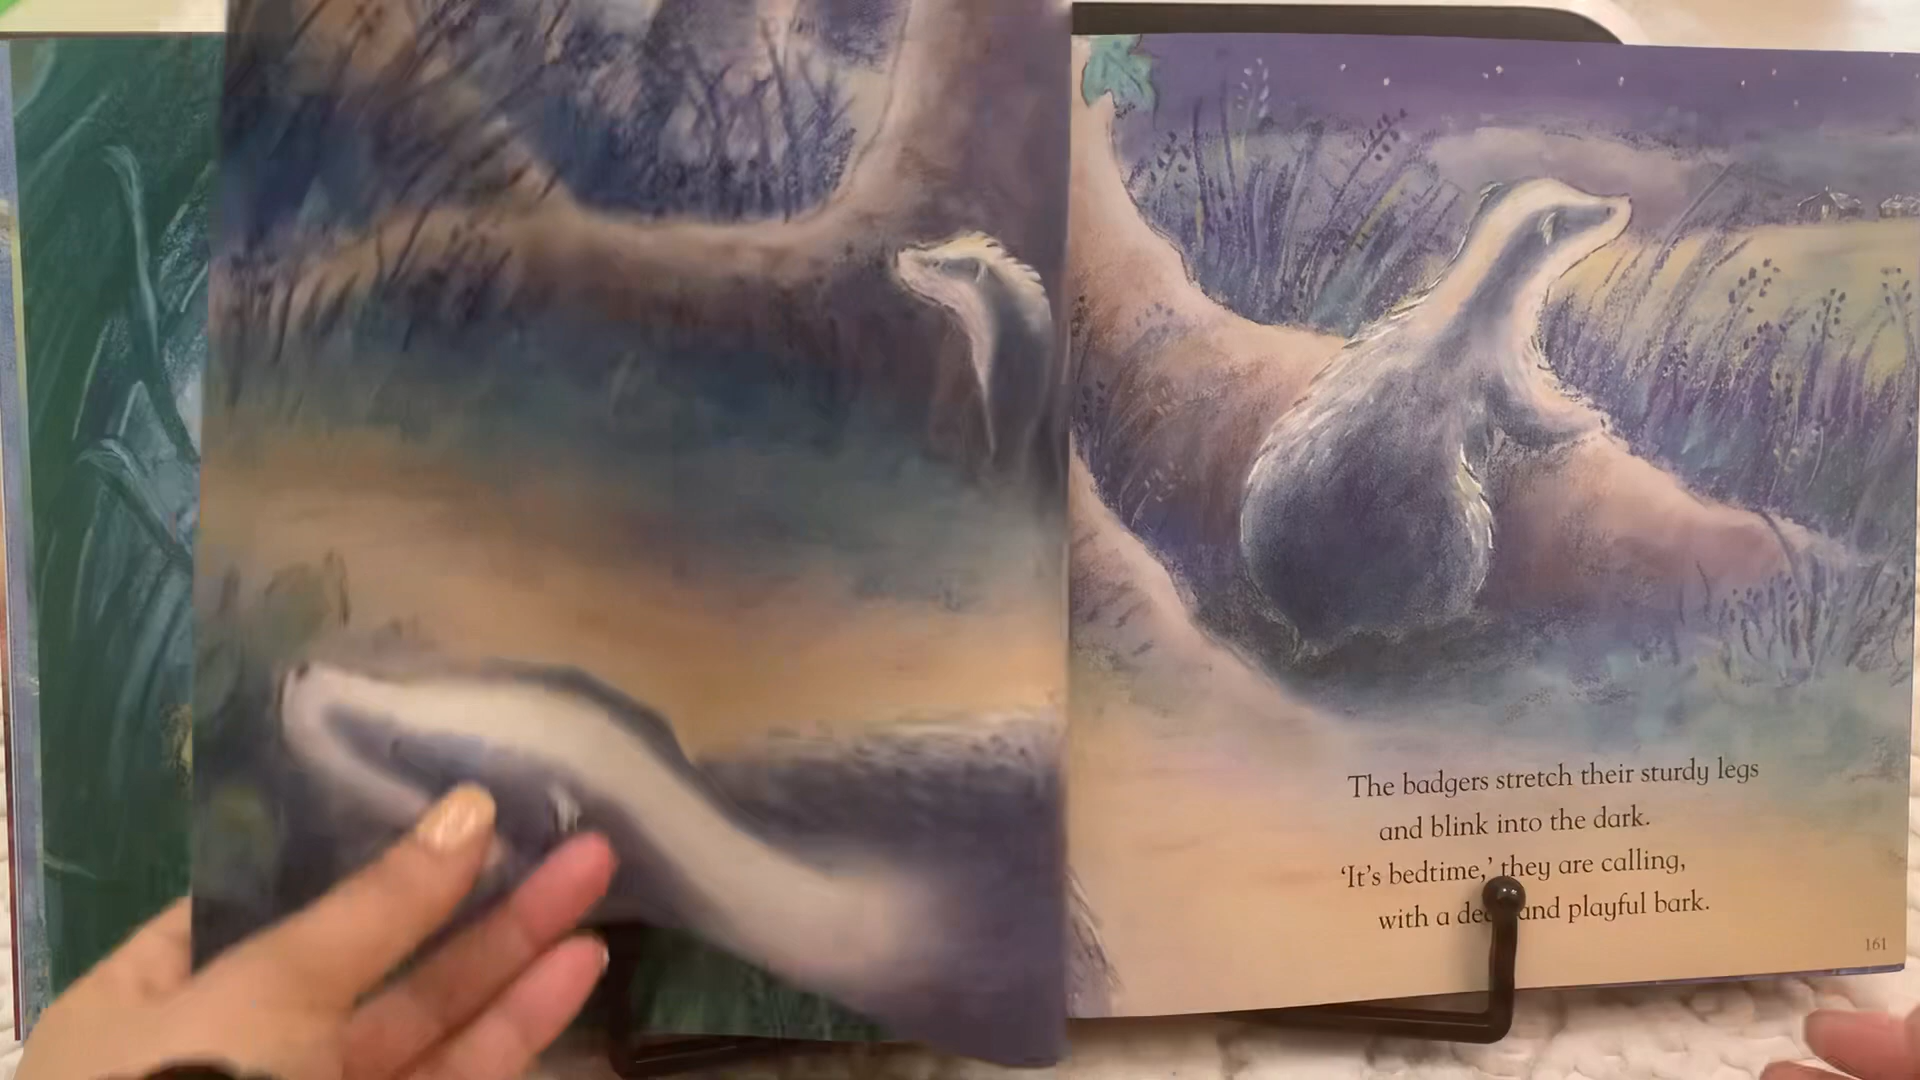 The badgers stretch their sturdy legs
and blink into the dark.
‘It's bedtime,’ they are calling,
with a and playful bark.
161